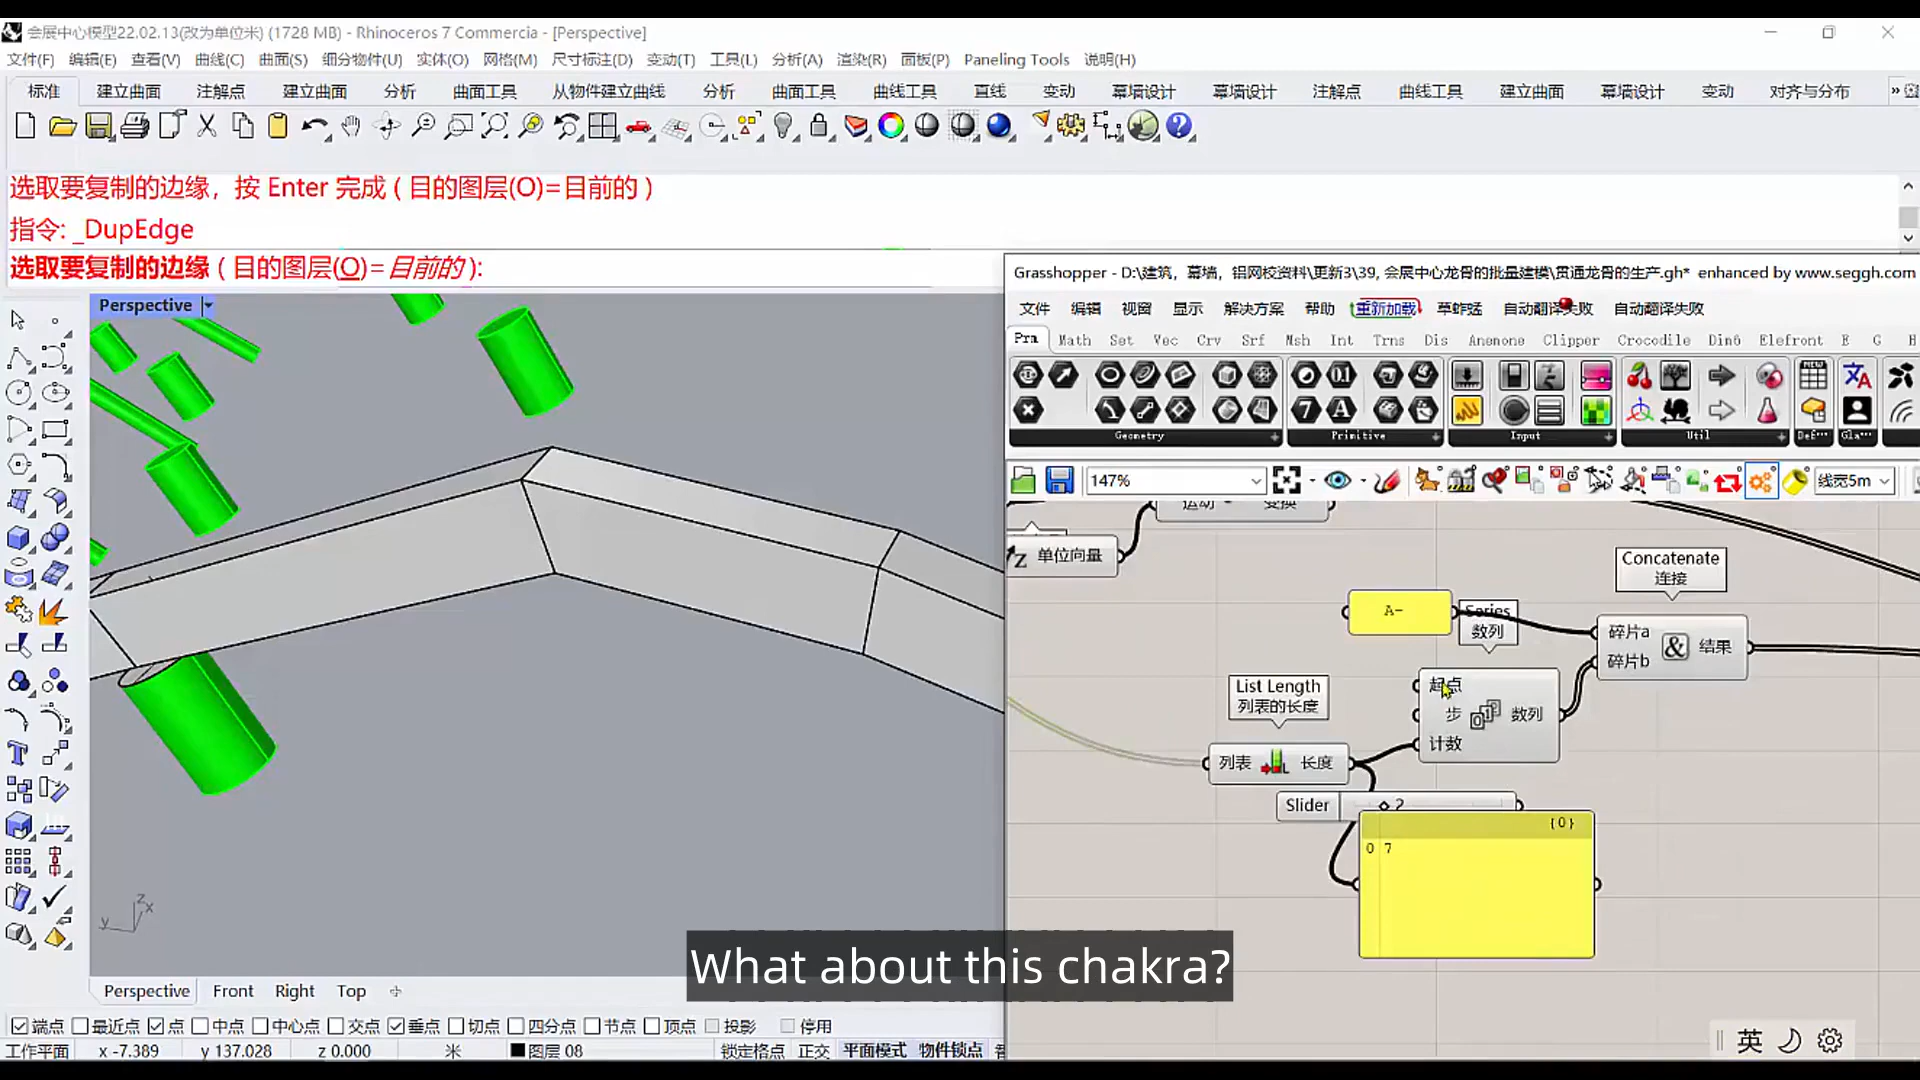 会展中心模型22.02.13(改为单位米) (1728 MB) - Rhinoceros 7 Commercia - [Perspective]
文件(F) 编辑(E) 查看(V) 曲线(C) 曲面(S) 细分物件(U) 实体(O) 网格(M) 尺寸标注(D) 变动(T) 工具(L) 分析(A) 渲染(R) 面板(P) Paneling Tools 说明(H)
标准 建立曲面 注解点 建立曲面 分析 曲面工具 从物件建立曲线 分析 曲面工具 曲线工具 直线 变动 幕墙设计 幕墙设计 注解点 曲线工具 建立曲面 幕墙设计 变动 对齐与分布
选取要复制的边缘，按 Enter 完成 ( 目的图层(O)=目前的 )
指令: _DupEdge
选取要复制的边缘 ( 目的图层(O)=目前的 ):
Grasshopper - D:\建筑，幕墙，铝网校资料\更新3\39, 会展中心龙骨的批量建模\贯通龙骨的生产.gh* enhanced by www.seggh.com
Perspective
文件 编辑 视窗 显示 解决方案 帮助 重新加载 草蚱蜢 自动翻译失败 自动翻译失败
Prm Math Set Vec Crv Srf Msh Int Trns Dis Anemone Clipper Crocodile Elefront E G H
Geometry Primitive Input Util
147%
线宽5m
运动 变换
单位向量
Concatenate
连接
A-
Series
数列
碎片a
碎片b
&
结果
List Length
列表的长度
起点
步
计数
数列
列表 长度
Slider 2
{0}
0 7
What about this chakra?
Perspective Front Right Top
端点 最近点 点 中点 中心点 交点 垂点 切点 四分点 节点 顶点 投影 停用
工作平面 x -7.389 y 137.028 z 0.000 米 图层 08 锁定格点 正交 平面模式 物件锁点
英